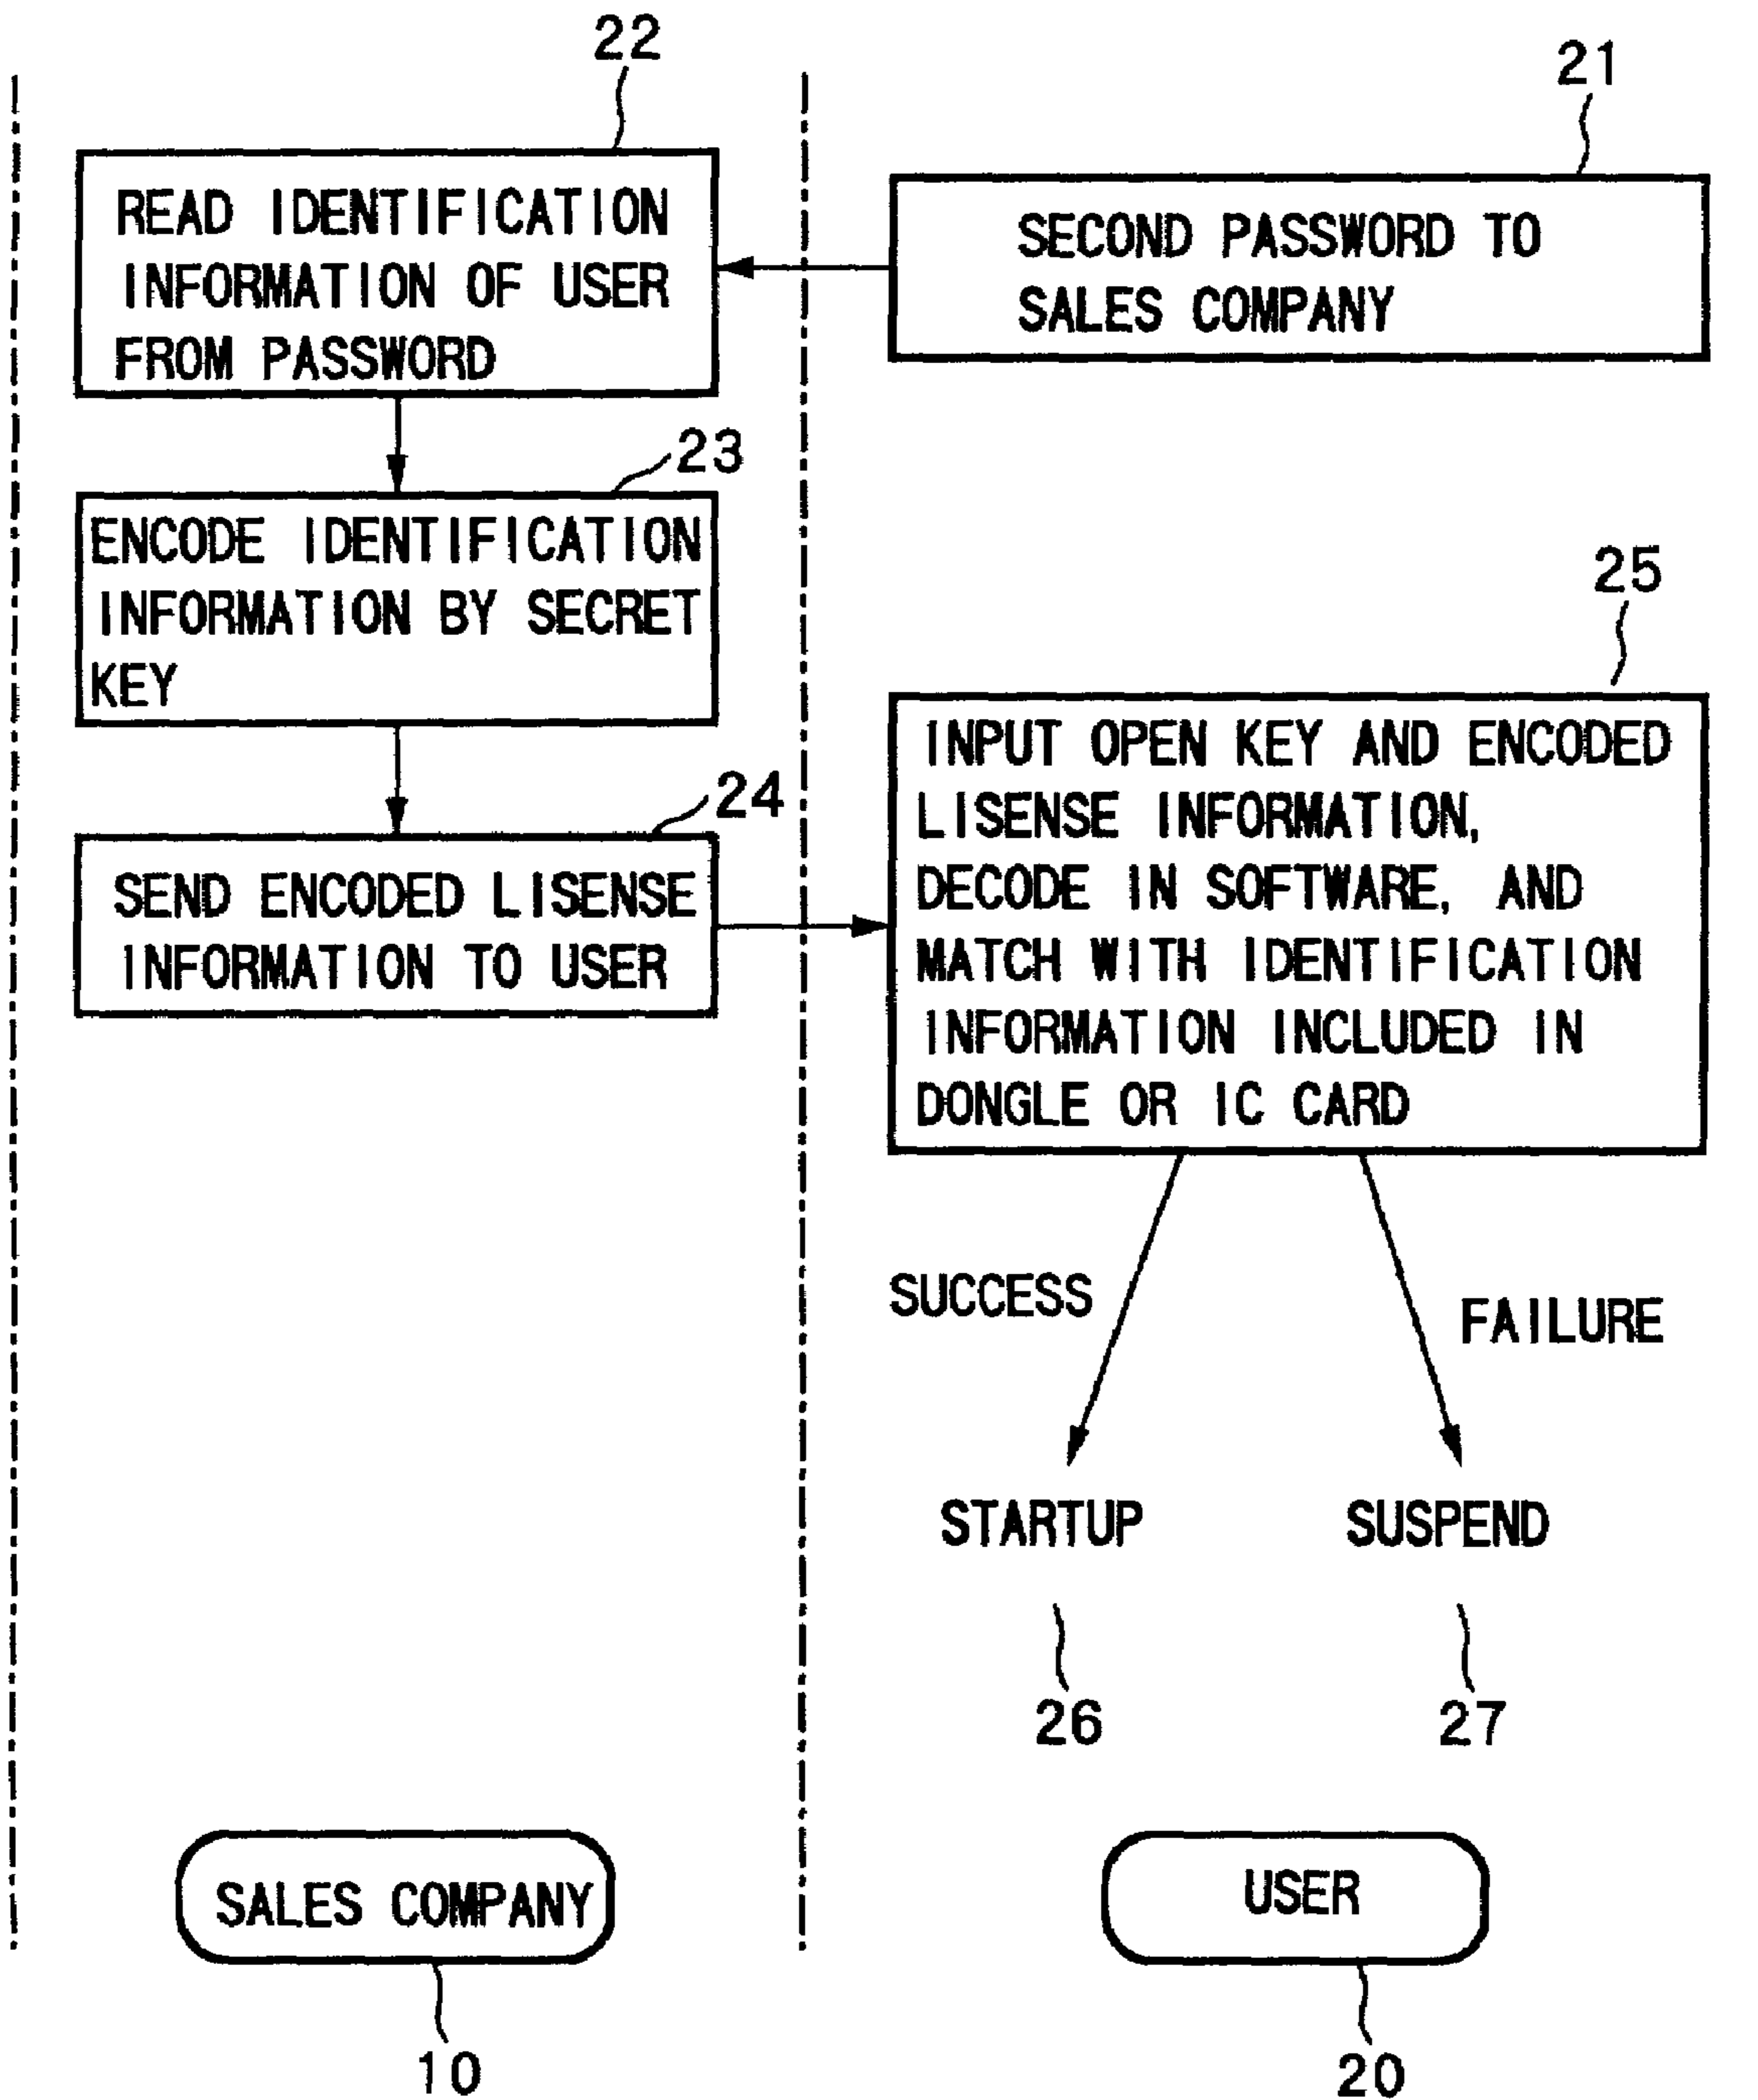 22
21
READ IDENTIFICATION
INFORMATION OF USER
FROM PASSWORD
SECOND PASSWORD TO
SALES COMPANY
23
ENCODE IDENTIFICATION
INFORMATION BY SECRET
KEY
25
24
SEND ENCODED LISENSE
INFORMATION TO USER
INPUT OPEN KEY AND ENCODED
LISENSE INFORMATION,
DECODE IN SOFTWARE, AND
MATCH WITH IDENTIFICATION
INFORMATION INCLUDED IN
DONGLE OR IC CARD
SUCCESS
FAILURE
STARTUP
SUSPEND
26
27
SALES COMPANY
USER
10
20